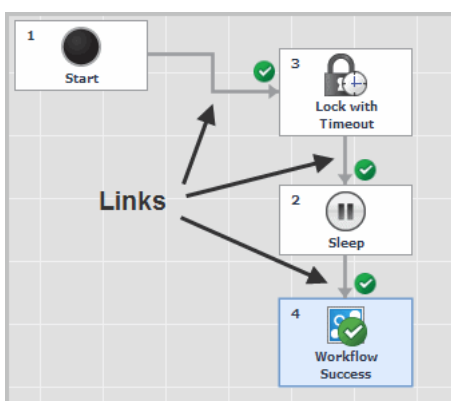 1
Start
3
Lock with
Timeout
Links
2
Sleep
4
Workflow
Success